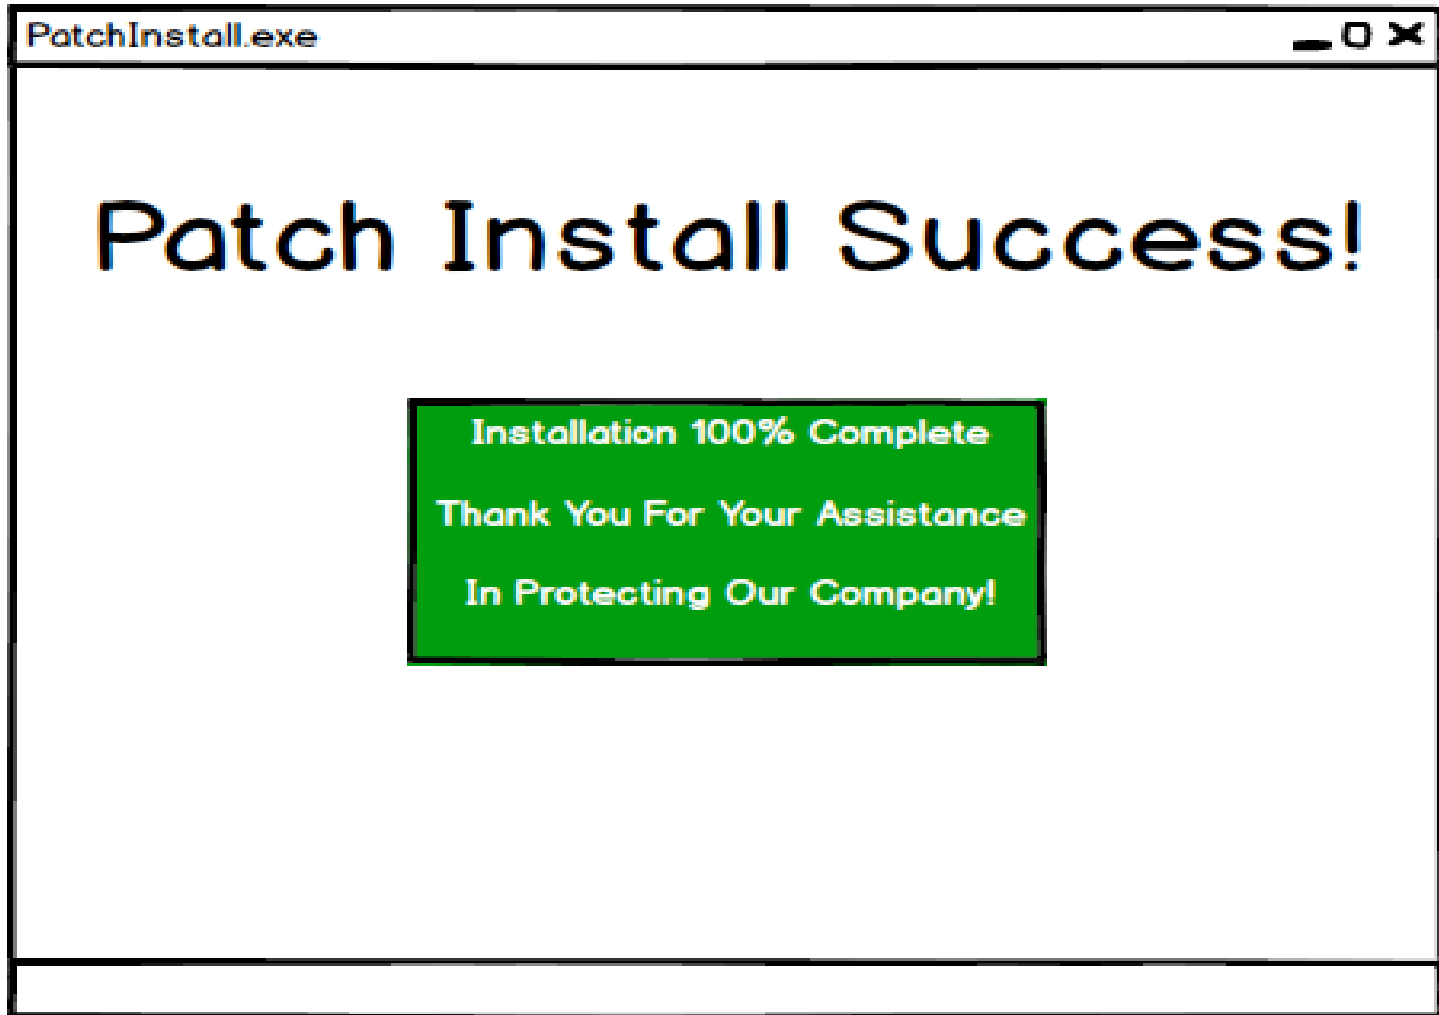 PatchInstall.exe
Patch Install Success!
Installation 100% Complete
Thank You For Your Assistance
In Protecting Our Company!